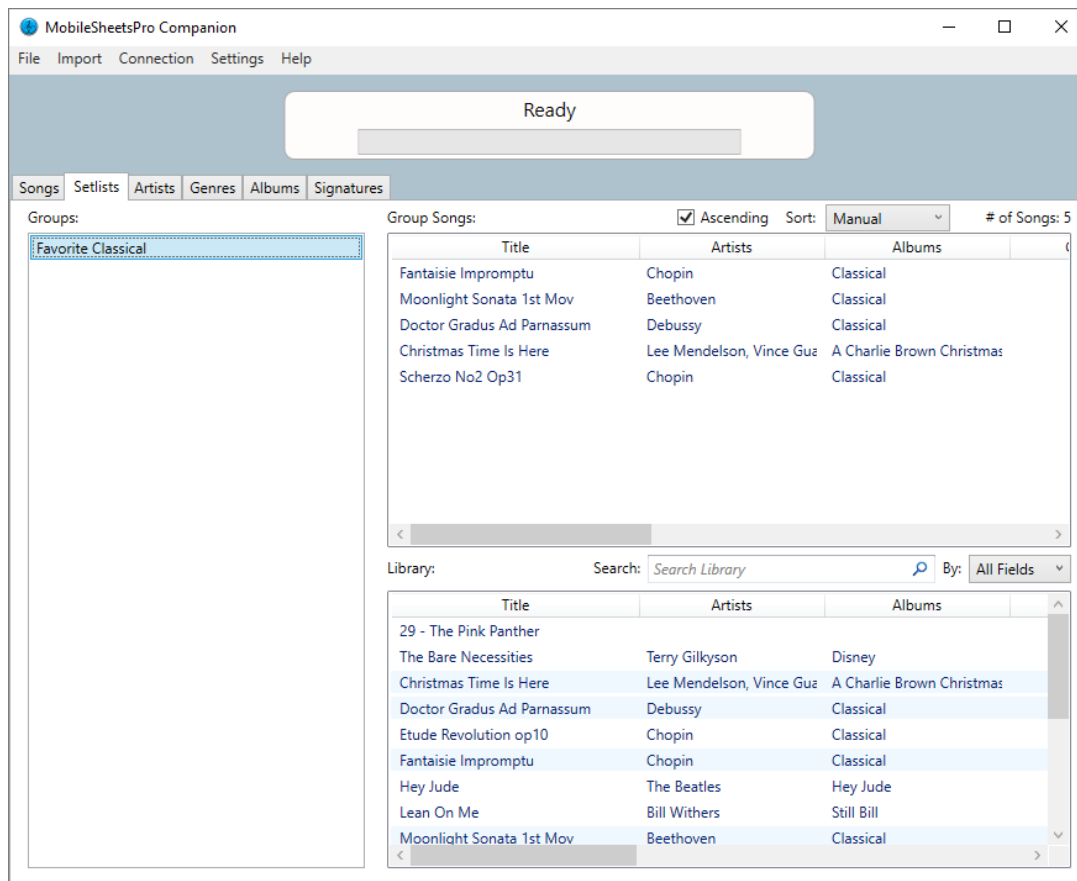 MobileSheetsPro Companion
File Import Connection Settings Help
Ready
Songs Setlists Artists Genres Albums Signatures
Groups:
Favorite Classical
Group Songs: Ascending Sort: Manual # of Songs: 5
Title Artists Albums
Fantaisie Impromptu Chopin Classical
Moonlight Sonata 1st Mov Beethoven Classical
Doctor Gradus Ad Parnassum Debussy Classical
Christmas Time Is Here Lee Mendelson, Vince Gua A Charlie Brown Christmas
Scherzo No2 Op31 Chopin Classical
Library: Search: Search Library By: All Fields
Title Artists Albums
29 - The Pink Panther
The Bare Necessities Terry Gilkyson Disney
Christmas Time Is Here Lee Mendelson, Vince Gua A Charlie Brown Christmas
Doctor Gradus Ad Parnassum Debussy Classical
Etude Revolution op10 Chopin Classical
Fantaisie Impromptu Chopin Classical
Hey Jude The Beatles Hey Jude
Lean On Me Bill Withers Still Bill
Moonlight Sonata 1st Mov Beethoven Classical